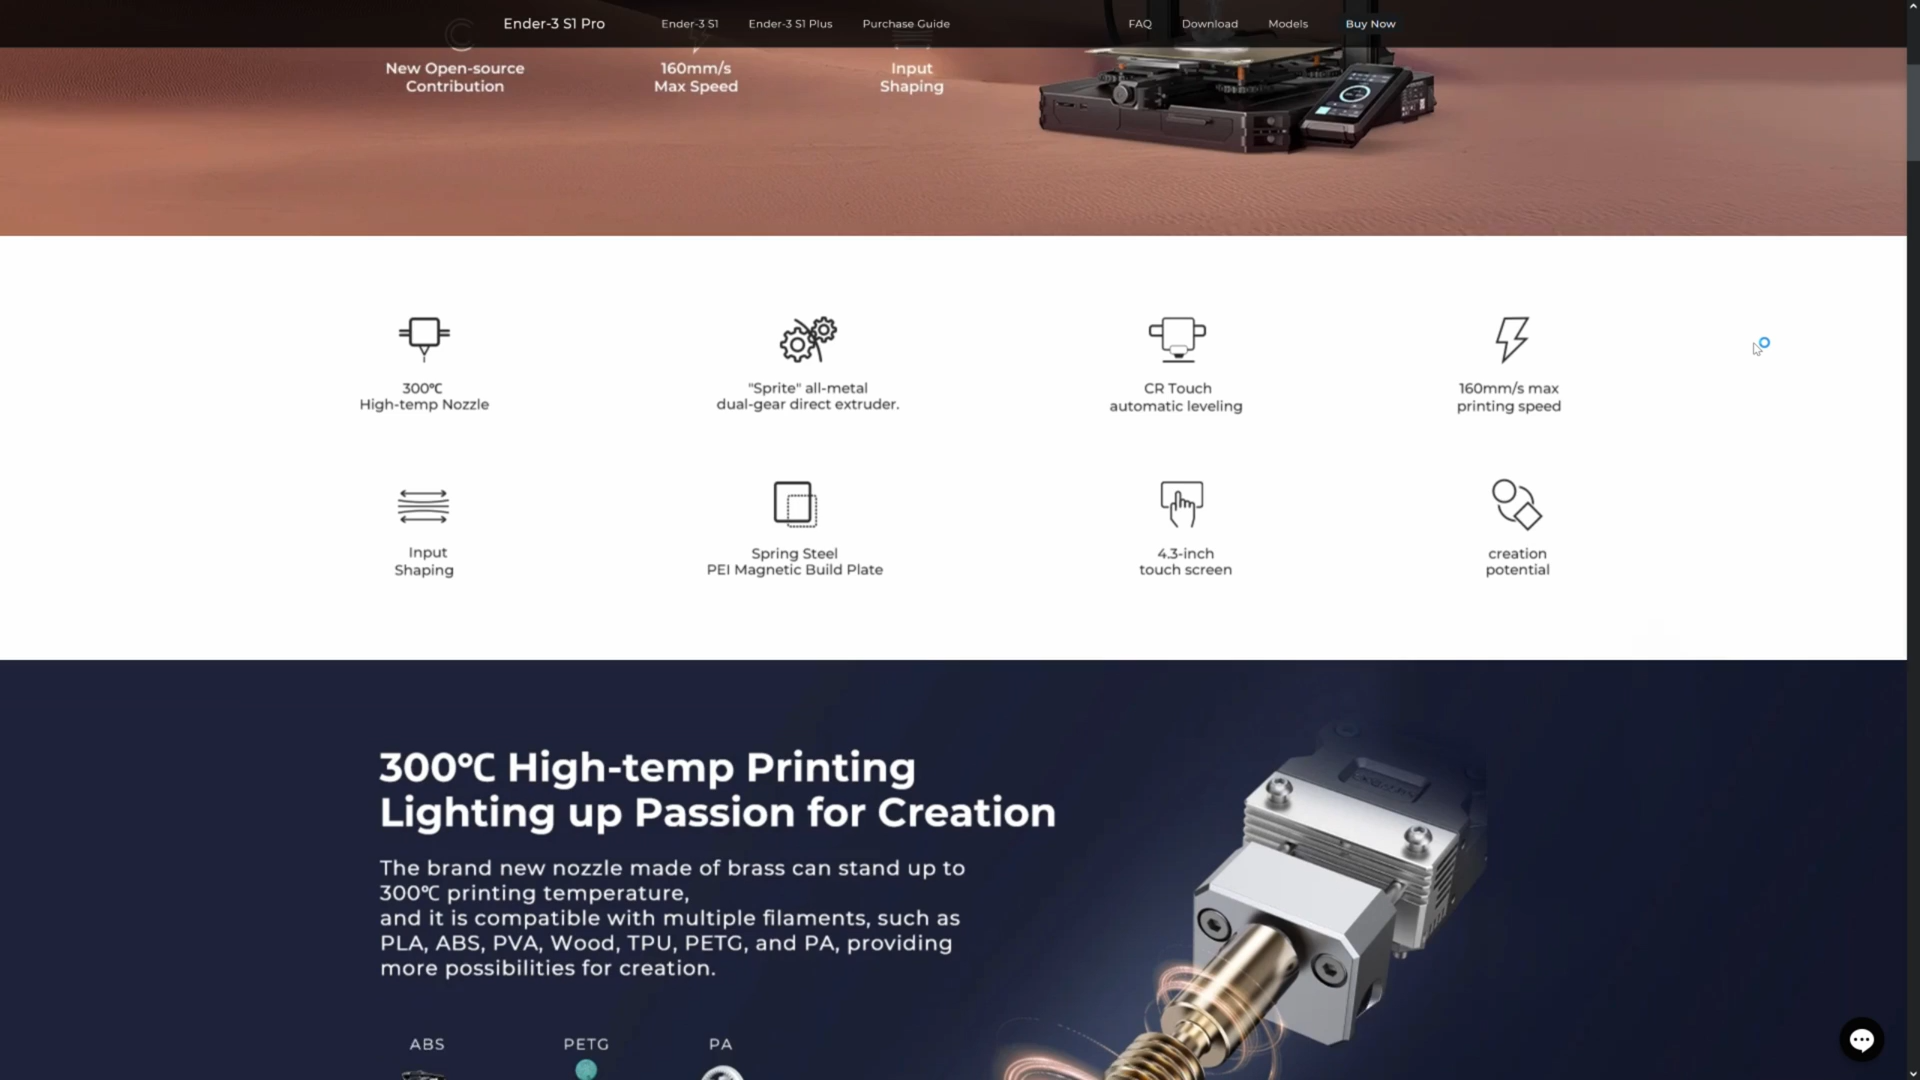 Ender-3 S1 Pro
Ender-3 S1
Ender-3 S1 Plus
Purchase Guide
FAQ
Download
Models
Buy Now
New Open-source
Contribution
160mm/s
Max Speed
Input
Shaping
300℃
High-temp Nozzle
"Sprite" all-metal
dual-gear direct extruder.
CR Touch
automatic leveling
160mm/s max
printing speed
Input
Shaping
Spring Steel
PEI Magnetic Build Plate
4.3-inch
touch screen
creation
potential
300℃ High-temp Printing
Lighting up Passion for Creation
The brand new nozzle made of brass can stand up to
300℃ printing temperature,
and it is compatible with multiple filaments, such as
PLA, ABS, PVA, Wood, TPU, PETG, and PA, providing
more possibilities for creation.
ABS
PETG
PA